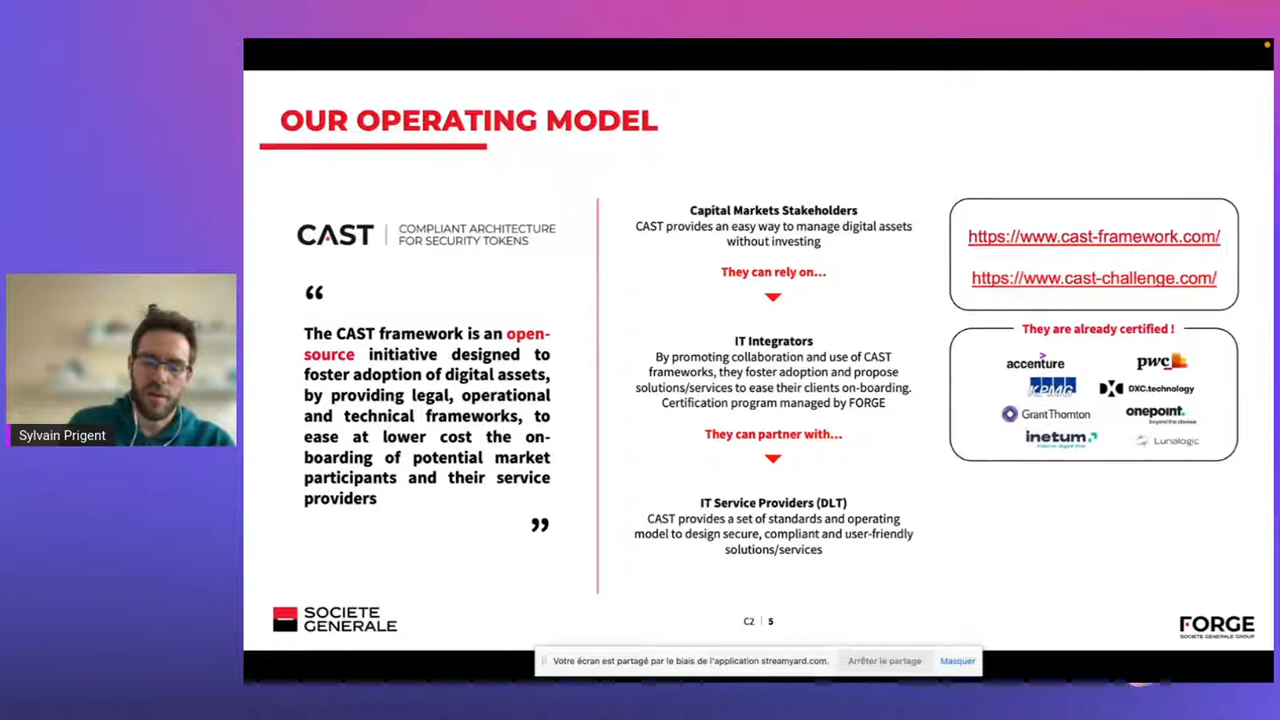 OUR OPERATING MODEL
CAST
COMPLIANT ARCHITECTURE
FOR SECURITY TOKENS
“
The CAST framework is an open-
source initiative designed to
foster adoption of digital assets,
by providing legal, operational
and technical frameworks, to
ease at lower cost the on-
boarding of potential market
participants and their service
providers
”
Capital Markets Stakeholders
CAST provides an easy way to manage digital assets
without investing
They can rely on...
IT Integrators
By promoting collaboration and use of CAST
frameworks, they foster adoption and propose
solutions/services to ease their clients on-boarding.
Certification program managed by FORGE
They can partner with...
IT Service Providers (DLT)
CAST provides a set of standards and operating
model to design secure, compliant and user-friendly
solutions/services
https://www.cast-framework.com/
https://www.cast-challenge.com/
They are already certified !
accenture
pwc
KPMG
DXC.technology
Grant Thornton
onepoint.
beyond the obvious
inetum.
Lunalogic
Sylvain Prigent
SOCIETE
GENERALE
C2 | 5
FORGE
SOCIETE GENERALE GROUP
Votre écran est partagé par le biais de l'application streamyard.com.
Arrêter le partage
Masquer